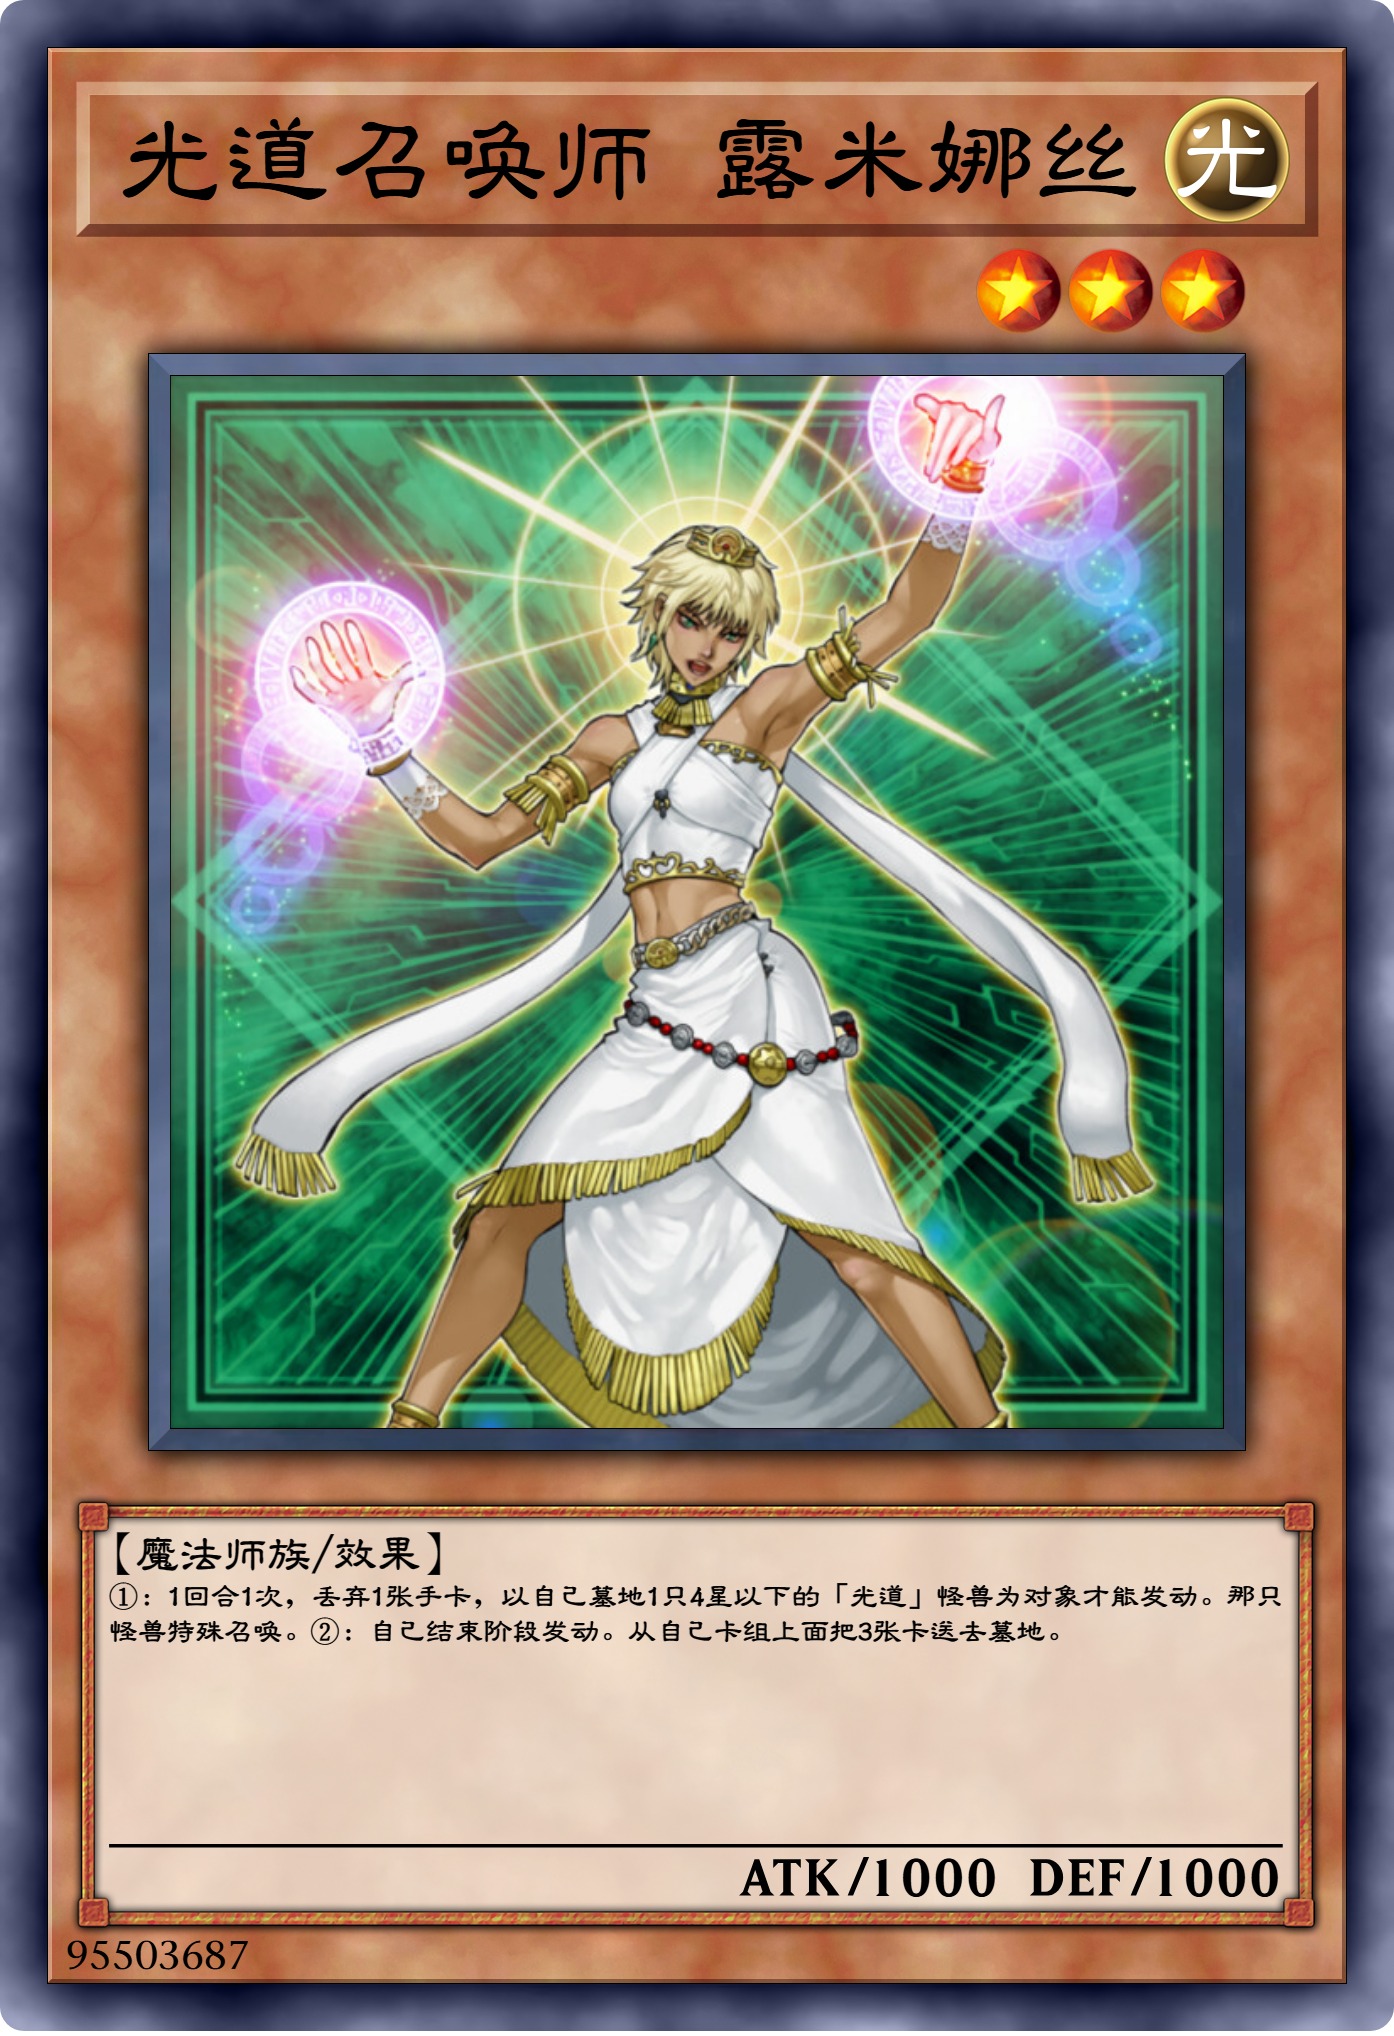 光道召唤师 露米娜丝 光
【魔法师族/效果】
①：1回合1次，丢弃1张手卡，以自己墓地1只4星以下的「光道」怪兽为对象才能发动。那只
怪兽特殊召唤。②：自己结束阶段发动。从自己卡组上面把3张卡送去墓地。
ATK/1000 DEF/1000
95503687